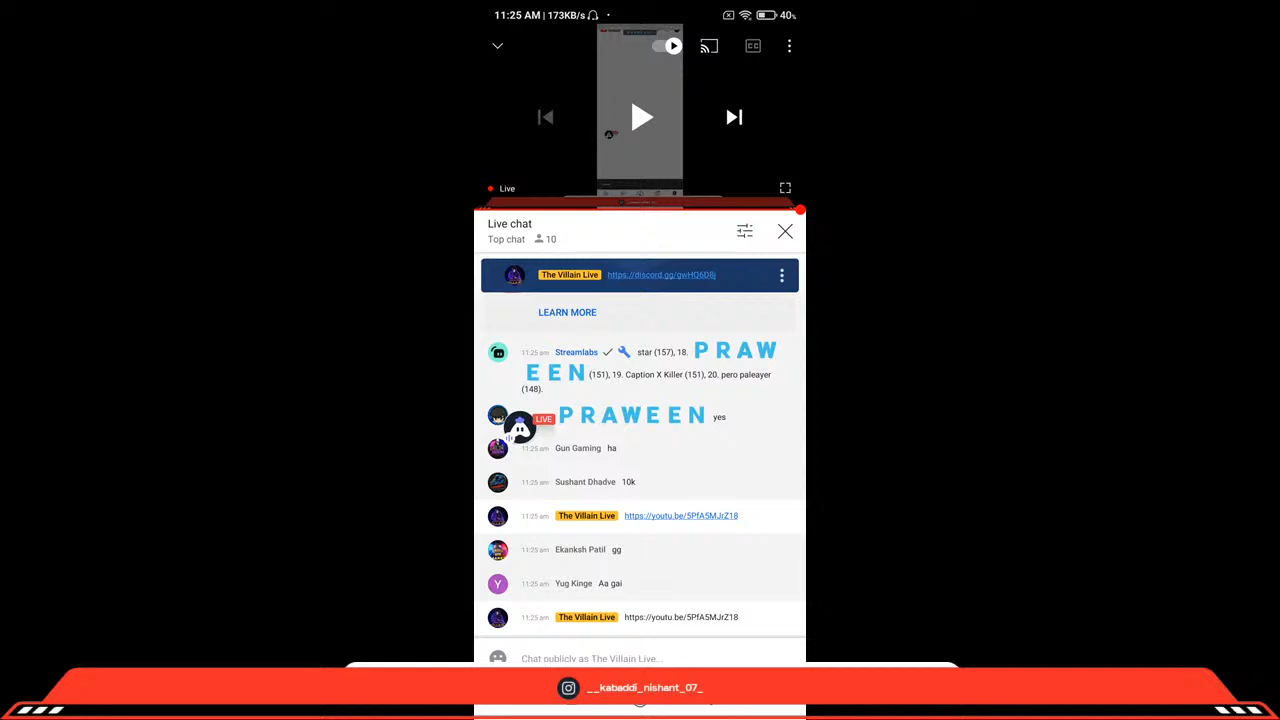 11:25 AM | 173KB/s
40%
CC
Live
Live chat
Top chat 10
The Villain Live https://discord.gg/gwHQ6D8j
LEARN MORE
11:25 am Streamlabs star (157), 18. P R A W
E E N (151), 19. Caption X Killer (151), 20. pero paleayer
(148).
LIVE P R A W E E N yes
11:25 am Gun Gaming ha
11:25 am Sushant Dhadve 10k
11:25 am The Villain Live https://youtu.be/5PfA5MJrZ18
11:25 am Ekanksh Patil gg
Y 11:25 am Yug Kinge Aa gai
11:25 am The Villain Live https://youtu.be/5PfA5MJrZ18
Chat publicly as The Villain Live...
__kabaddi_nishant_07_